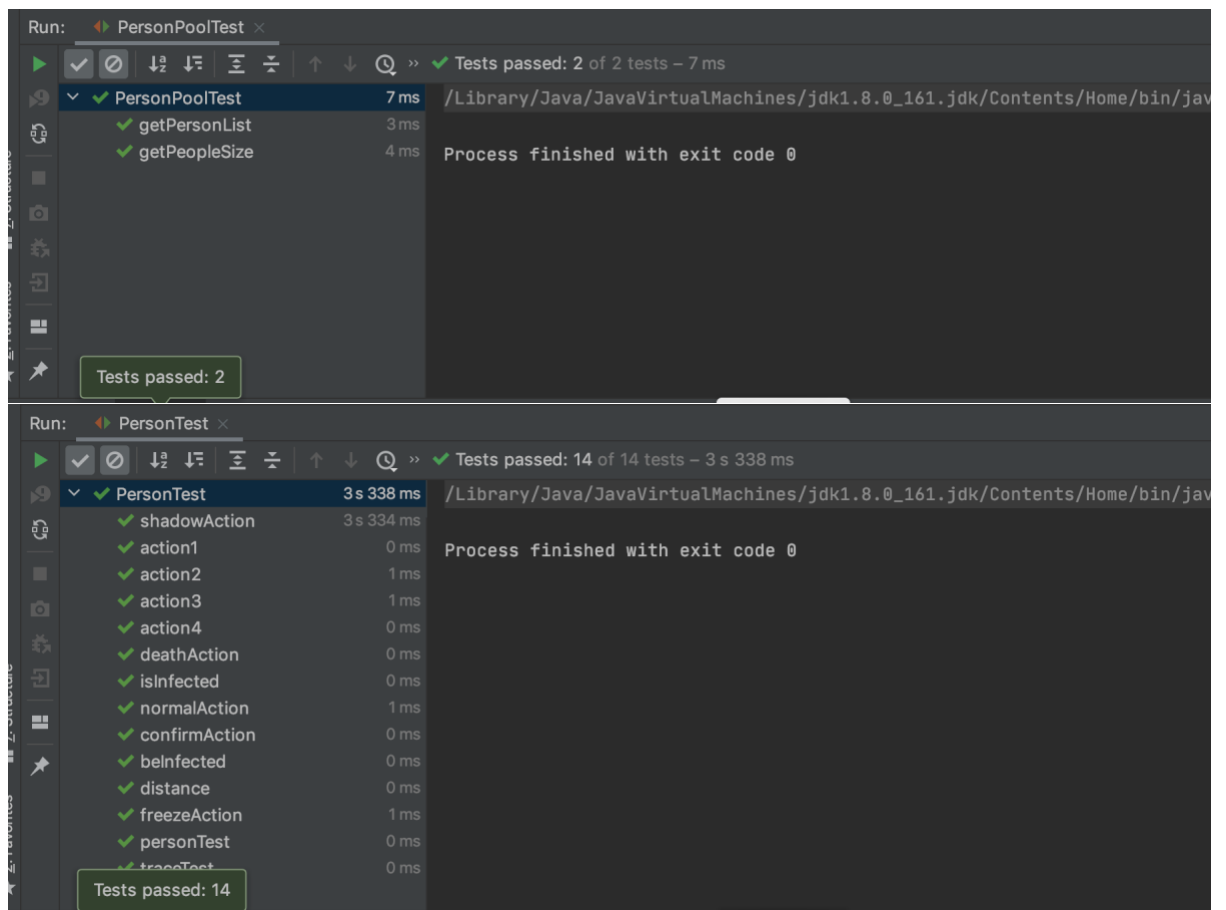 Run: PersonPoolTest ×
» Tests passed: 2 of 2 tests – 7 ms
PersonPoolTest 7 ms /Library/Java/JavaVirtualMachines/jdk1.8.0_161.jdk/Contents/Home/bin/jav
getPersonList 3 ms
getPeopleSize 4 ms Process finished with exit code 0
Tests passed: 2
Run: PersonTest ×
» Tests passed: 14 of 14 tests – 3 s 338 ms
PersonTest 3 s 338 ms /Library/Java/JavaVirtualMachines/jdk1.8.0_161.jdk/Contents/Home/bin/jav
shadowAction 3 s 334 ms
action1 0 ms Process finished with exit code 0
action2 1 ms
action3 1 ms
action4 0 ms
deathAction 0 ms
isInfected 0 ms
normalAction 1 ms
confirmAction 0 ms
beInfected 0 ms
distance 0 ms
freezeAction 1 ms
personTest 0 ms
traceTest 0 ms
Tests passed: 14